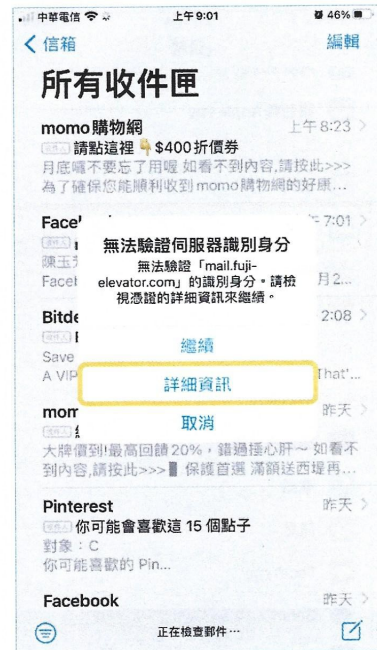 中華電信
上午9:01
46%
信箱
編輯
所有收件匣
momo購物網
上午8:23
請點這裡👇$400折價券
月底囉不要忘了用喔 如看不到內容,請按此>>>
為了確保您能順利收到 momo購物網的好康…
7:01
無法驗證伺服器識別身分
無法驗證「mail.fuji-
elevator.com」的識別身分。請檢
視憑證的詳細資訊來繼續。
月2...
2:08
繼續
Save
A VIP
That'...
詳細資訊
昨天
取消
大牌價到!最高回饋20%,錯過捶心肝～ 如看不
到內容,請按此>>> 保護首選 滿額送西堤再...
Pinterest
昨天
你可能會喜歡這 15 個點子
對象：C
你可能喜歡的 Pin...
Facebook
昨天
正在檢查郵件…